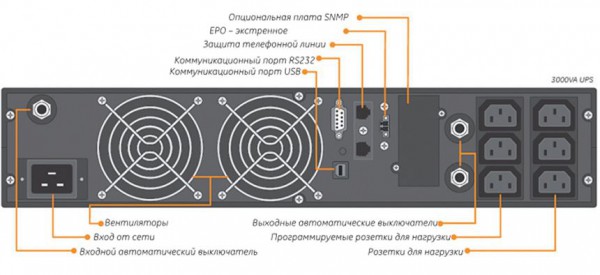 Опциональная плата SNMP
EPO – экстренное
Защита телефонной линии
Коммуникационный порт RS232
Коммуникационный порт USB
3000VA UPS
Вентиляторы
Выходные автоматические выключатели
Вход от сети
Программируемые розетки для нагрузки
Входной автоматический выключатель
Розетки для нагрузки